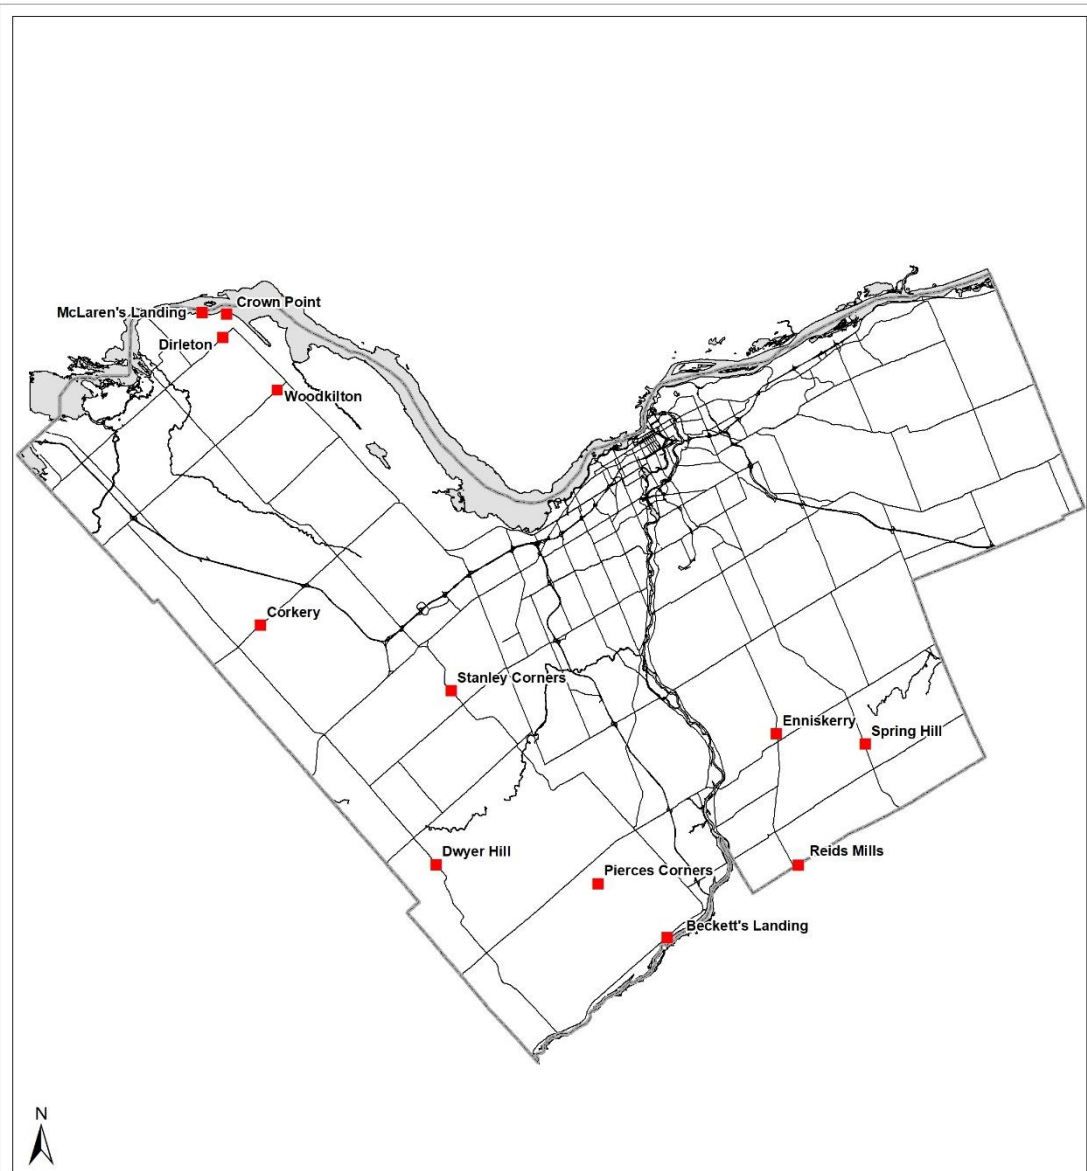 Crown Point
McLaren's Landing
Dirleton
Woodkilton
Corkery
Stanley Corners
Enniskerry
Spring Hill
Dwyer Hill
Reids Mills
Pierces Corners
Beckett's Landing
N